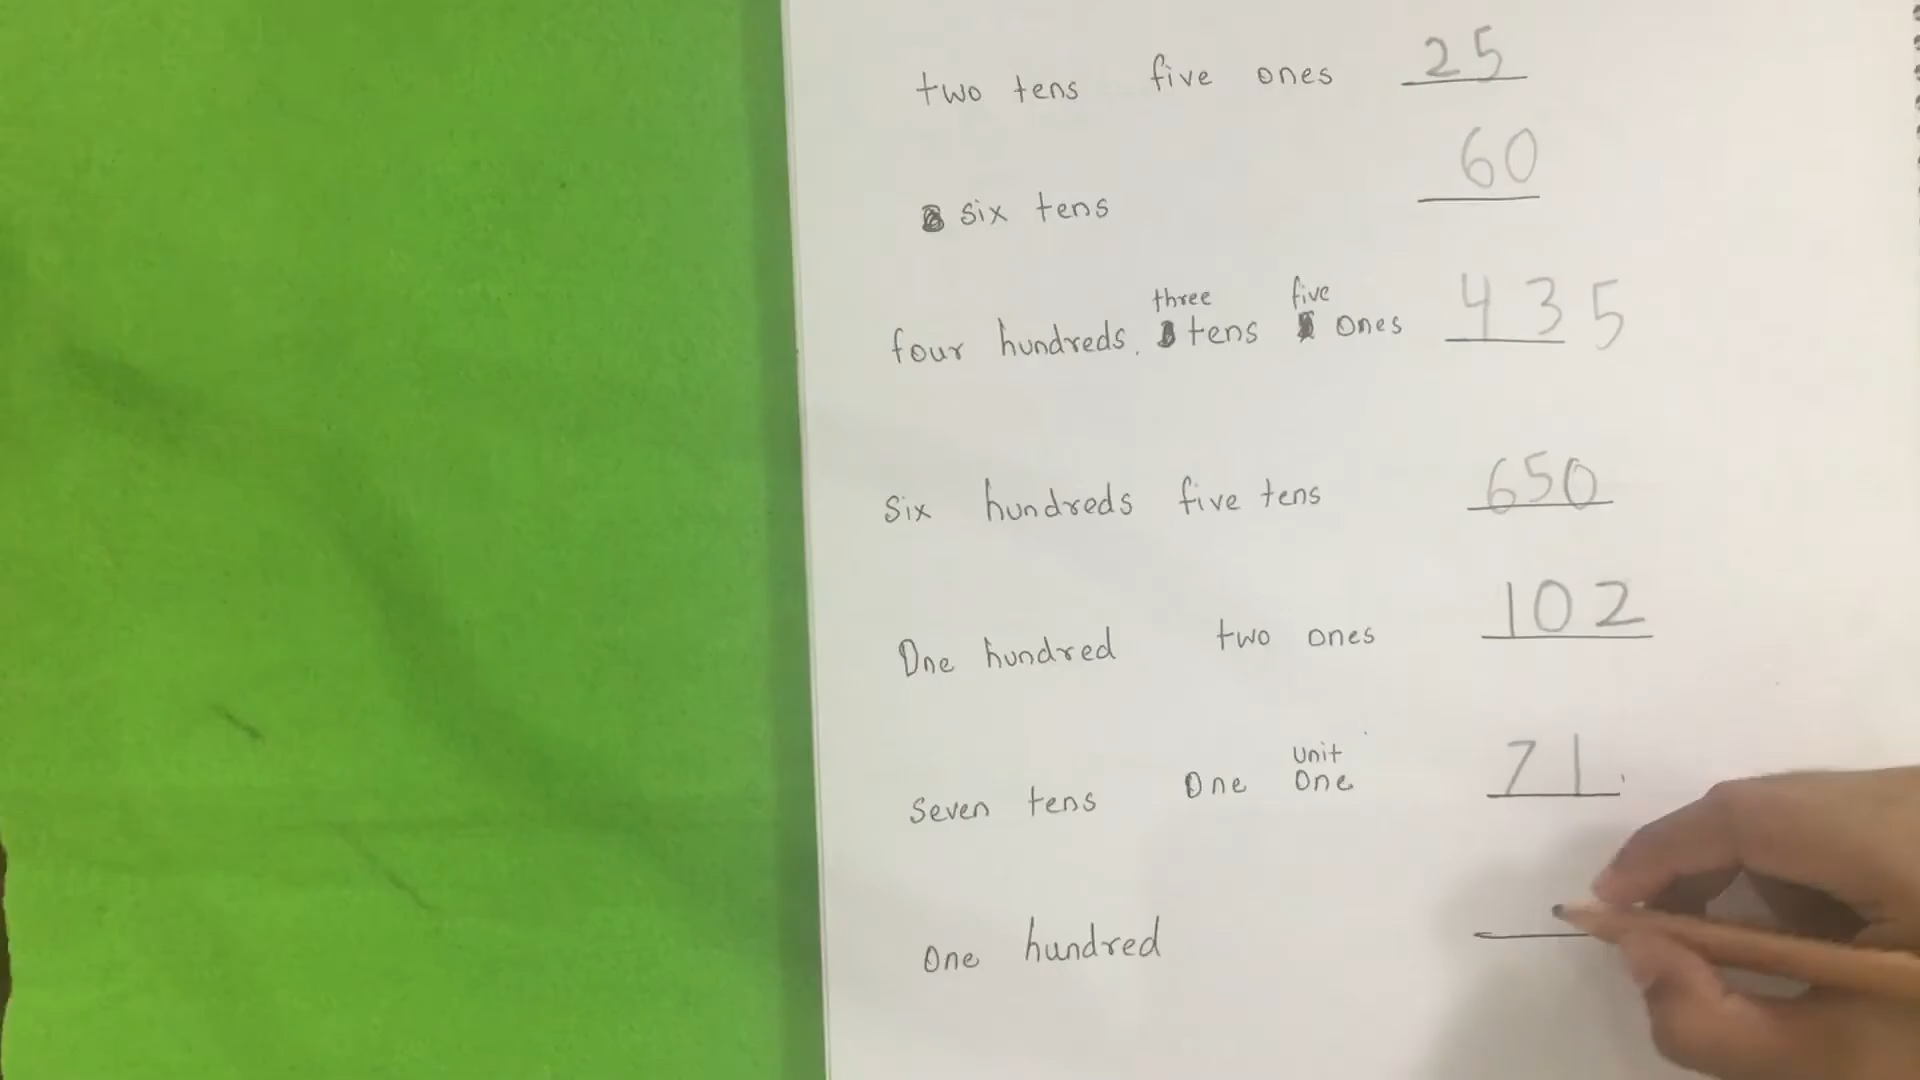 two tens five ones 25
six tens 60
three five
four hundreds. tens ones 435
Six hundreds five tens 650
One hundred two ones 102
unit
Seven tens One One 71
One hundred